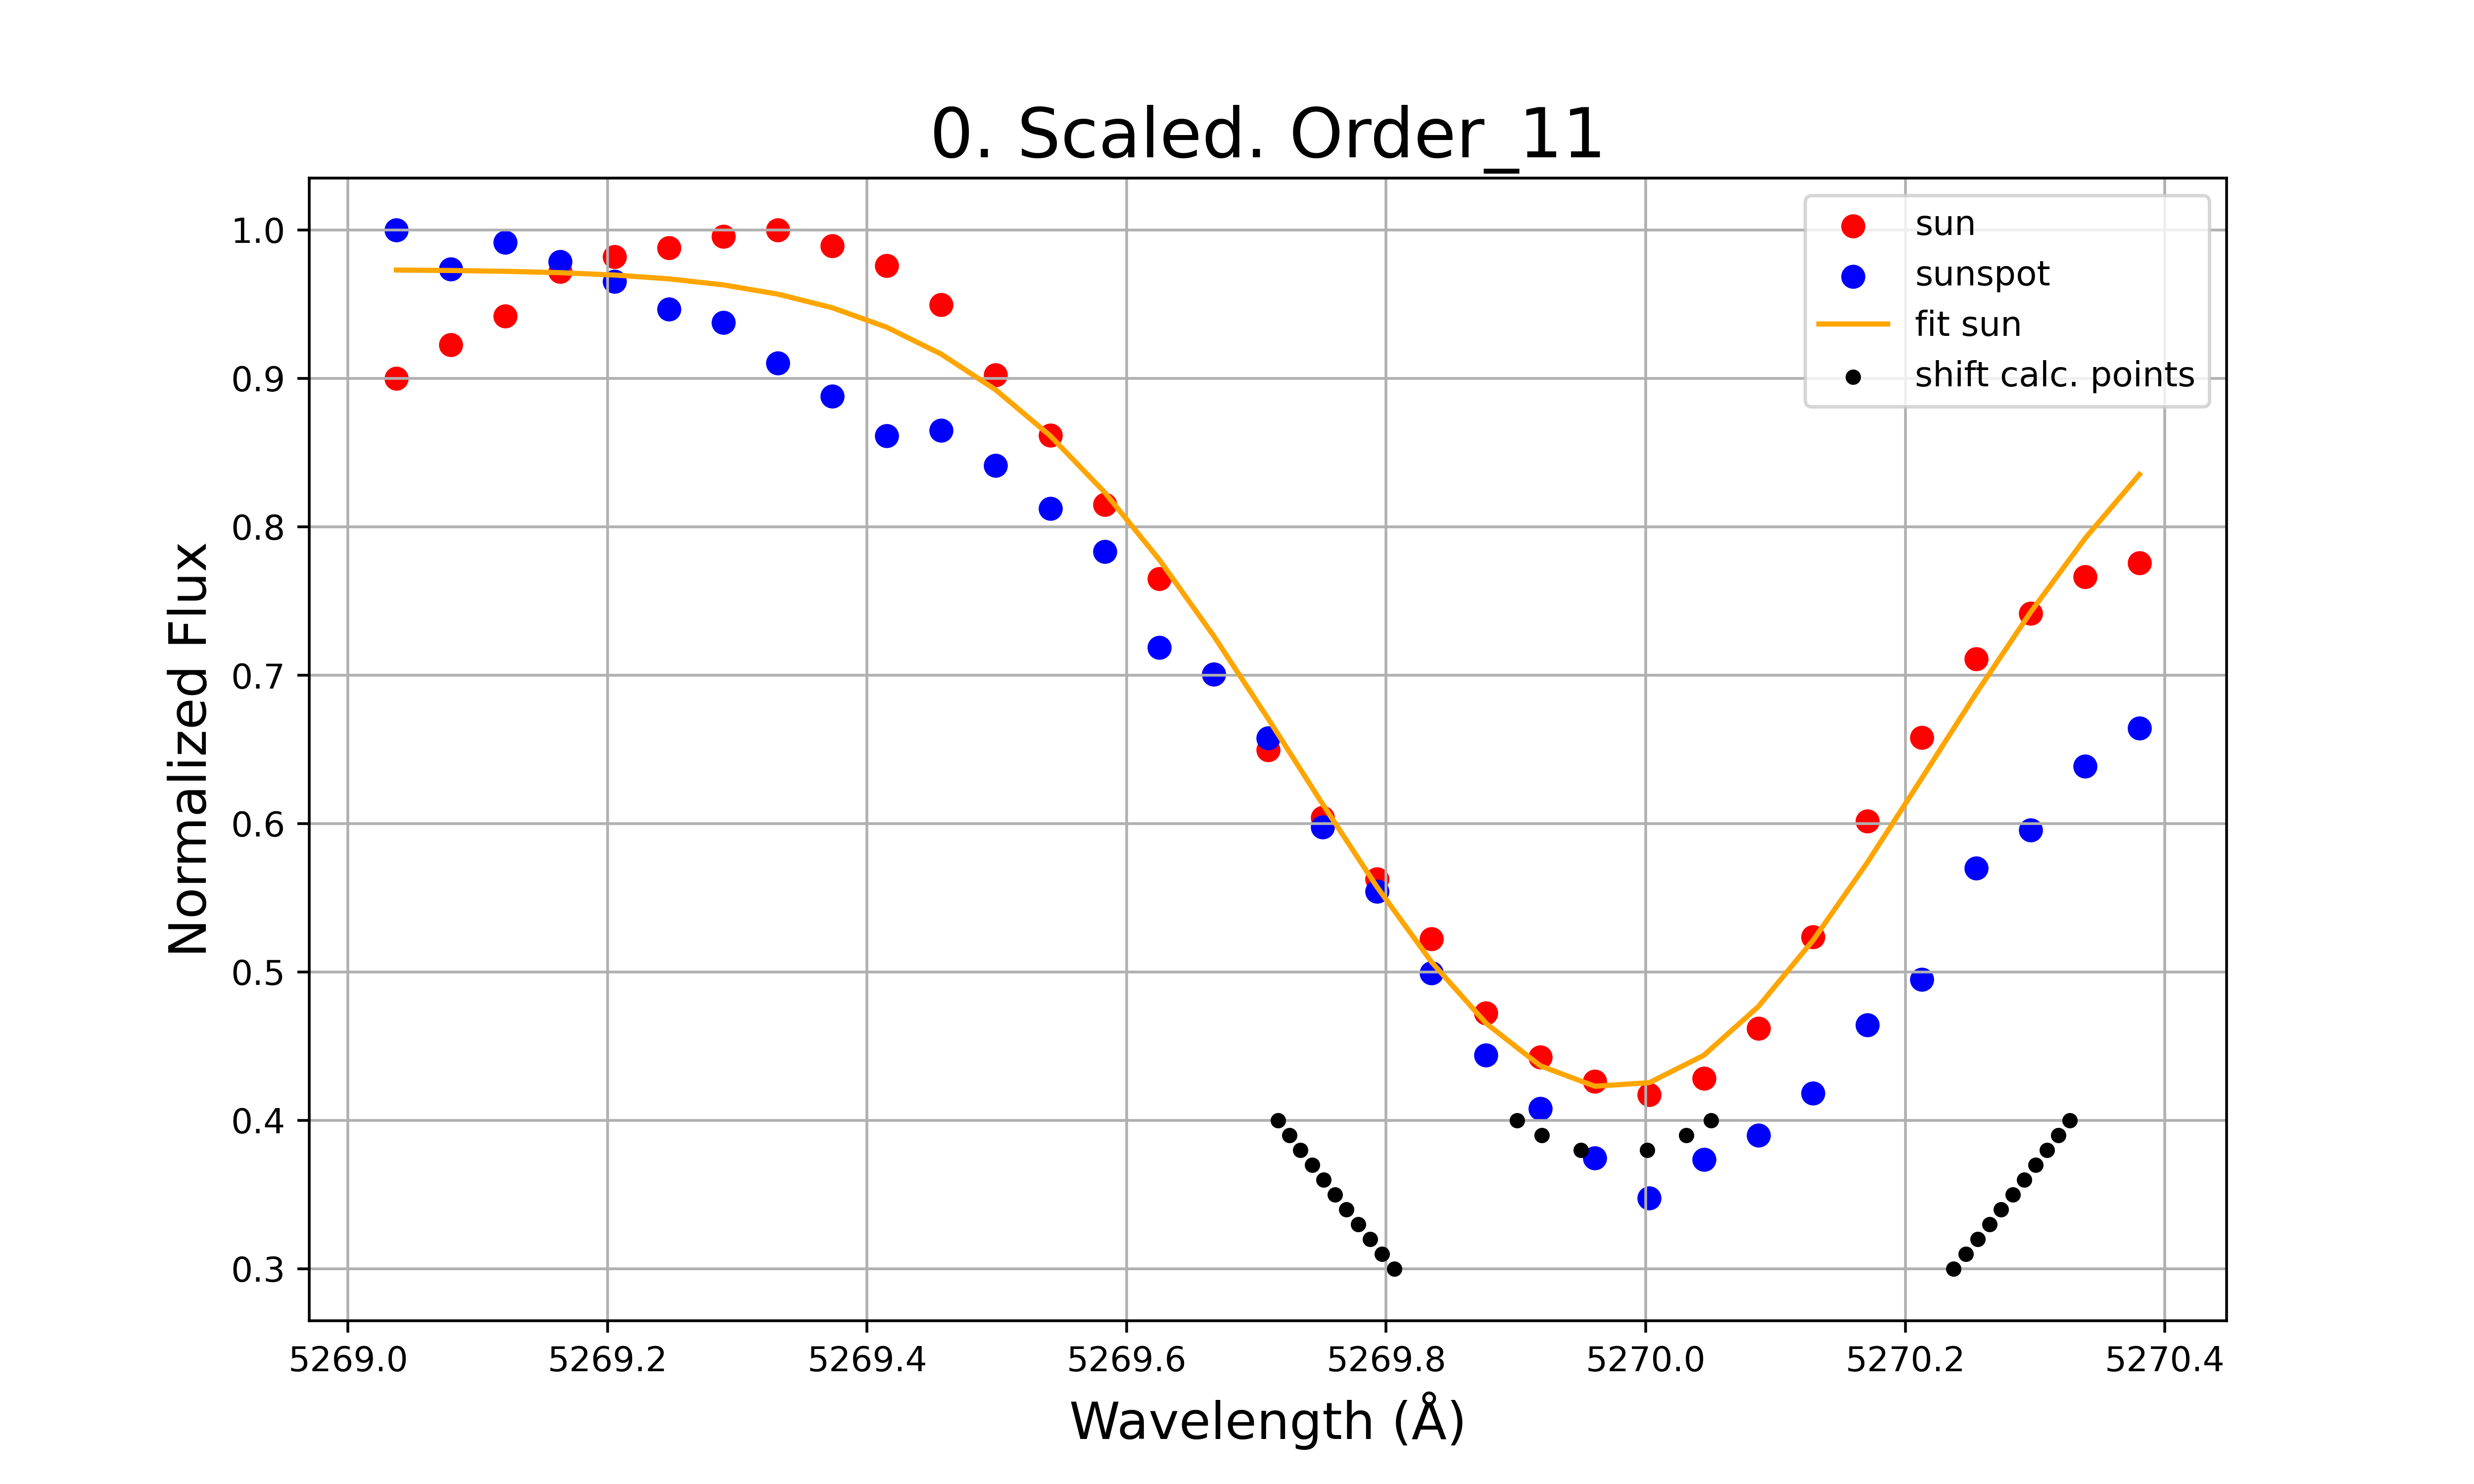 0. Scaled. Order_11
sun
sunspot
fit sun
shift calc. points
Normalized Flux
1.0
0.9
0.8
0.7
0.6
0.5
0.4
0.3
5269.0 5269.2 5269.4 5269.6 5269.8 5270.0 5270.2 5270.4
Wavelength (Å)